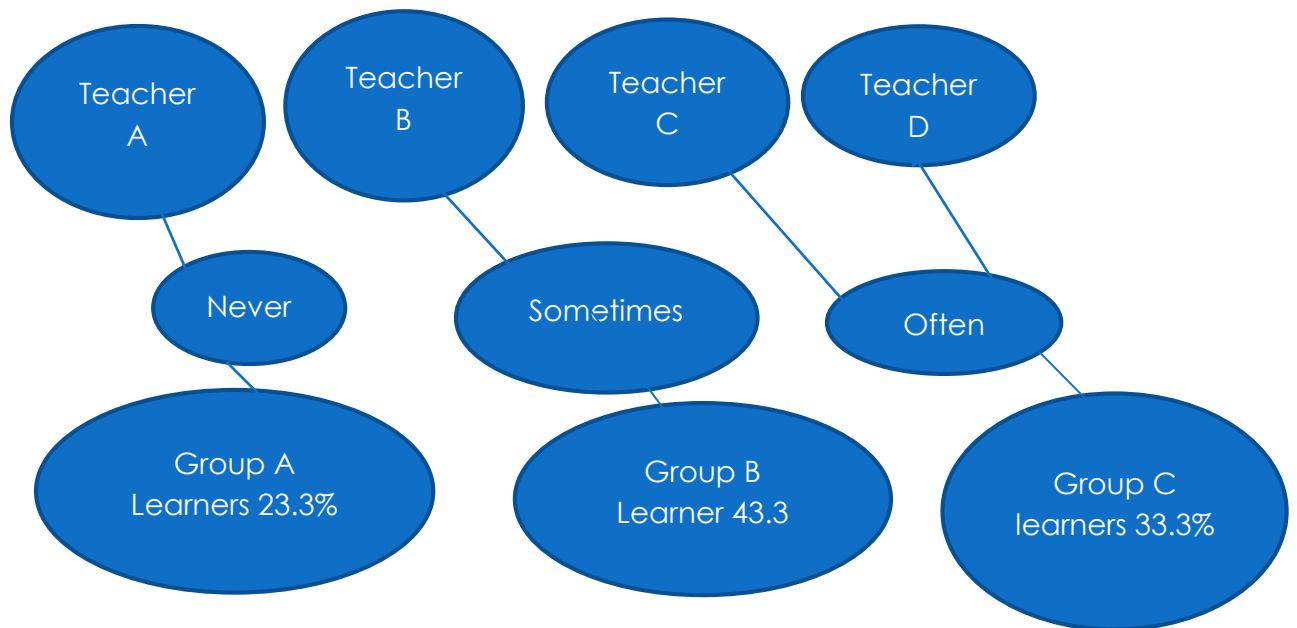 Teacher
A
Teacher
B
Teacher
C
Teacher
D
Never
Sometimes
Often
Group A
Learners 23.3%
Group B
Learner 43.3
Group C
learners 33.3%